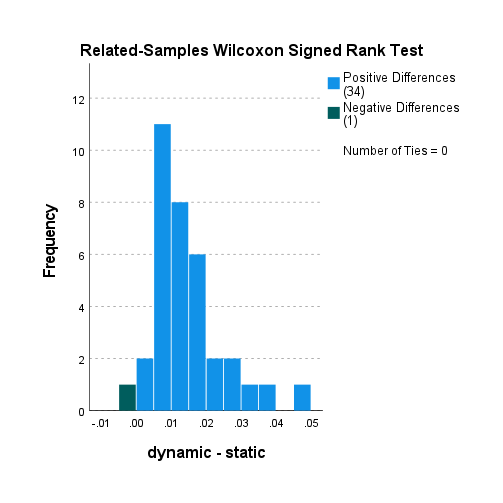 Related-Samples Wilcoxon Signed Rank Test
Positive Differences
(34)
Negative Differences
(1)
Number of Ties = 0
Frequency
12
10
8
6
4
2
0
-.01 .00 .01 .02 .03 .04 .05
dynamic - static